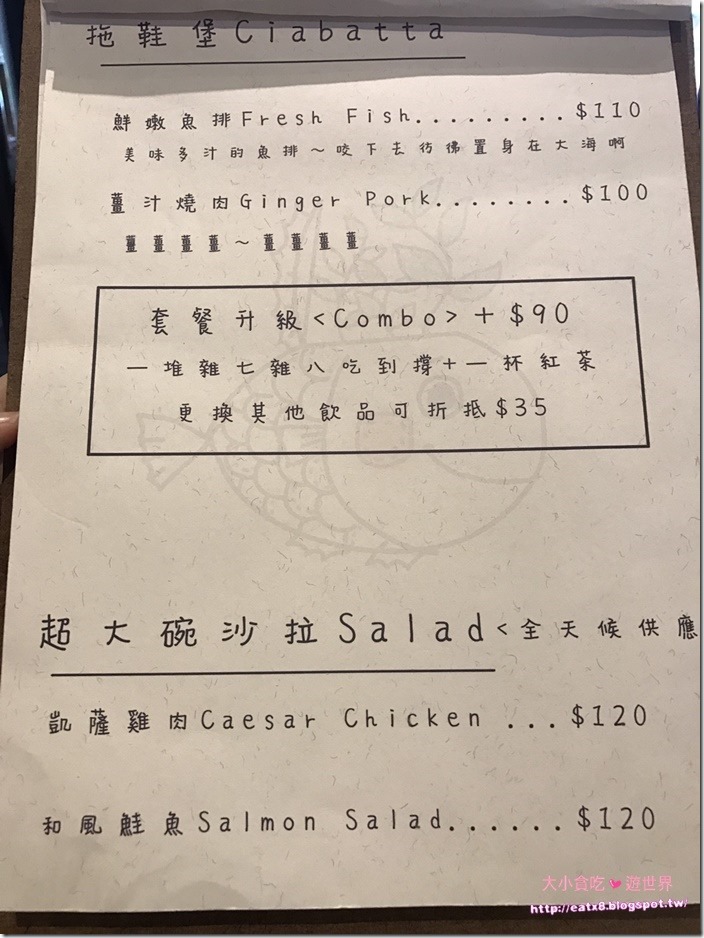 拖鞋堡Ciabatta
鮮嫩魚排Fresh Fish.........$110
美味多汁的魚排～咬下去彷彿置身在大海啊
薑汁燒肉Ginger Pork........$100
薑薑薑薑～薑薑薑薑
套餐升級<Combo>＋$90
一堆雜七雜八吃到撐+一杯紅茶
更換其他飲品可折抵$35
超大碗沙拉Salad<全天候供應
凱薩雞肉Caesar Chicken ...$120
和風鮭魚Salmon Salad......$120
大小食吃💗遊世界
http://eatx8.blogspot.tw/